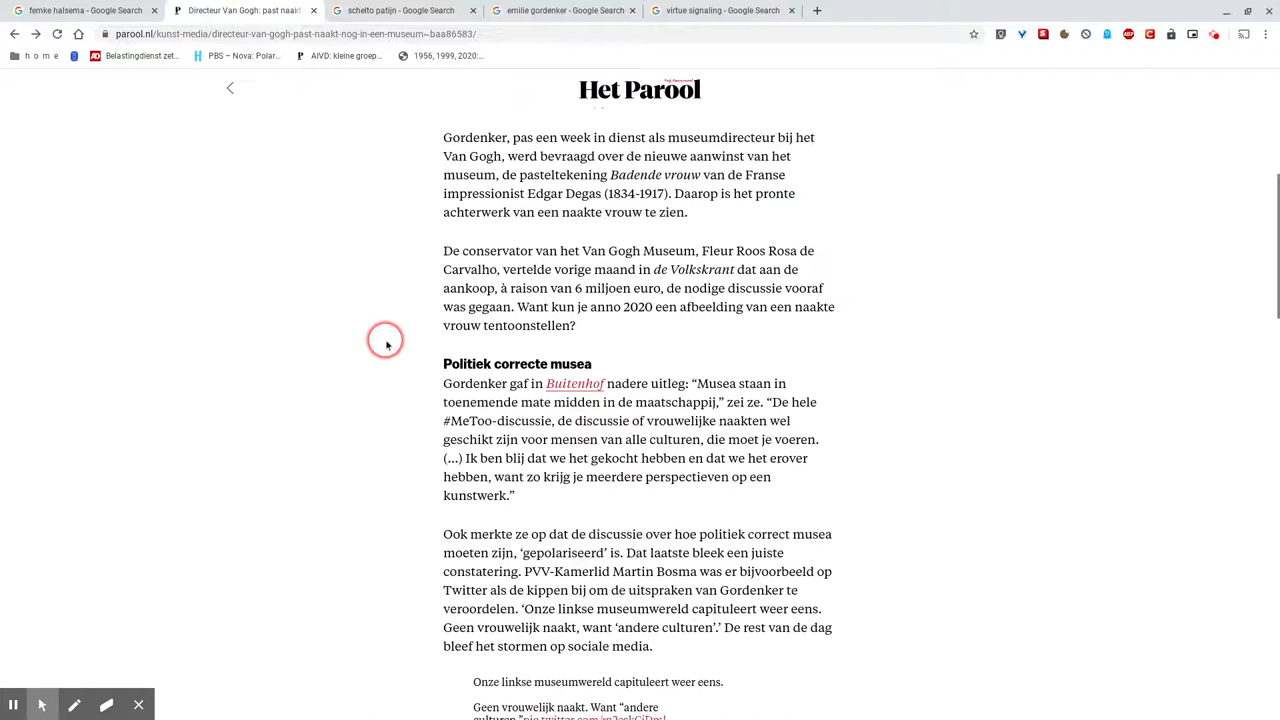 femke halsema - Google Search
Directeur Van Gogh: past naakt
schelto patijn - Google Search
emilie gordenker - Google Search
virtue signaling - Google Search
parool.nl/kunst-media/directeur-van-gogh-past-naakt-nog-in-een-museum~baa86583/
h o m e
AD Belastingdienst zet...
H PBS – Nova: Polar...
P AIVD: kleine groep...
1956, 1999, 2020:...
Het Parool
Gordenker, pas een week in dienst als museumdirecteur bij het
Van Gogh, werd bevraagd over de nieuwe aanwinst van het
museum, de pasteltekening Badende vrouw van de Franse
impressionist Edgar Degas (1834-1917). Daarop is het pronte
achterwerk van een naakte vrouw te zien.
De conservator van het Van Gogh Museum, Fleur Roos Rosa de
Carvalho, vertelde vorige maand in de Volkskrant dat aan de
aankoop, à raison van 6 miljoen euro, de nodige discussie vooraf
was gegaan. Want kun je anno 2020 een afbeelding van een naakte
vrouw tentoonstellen?
Politiek correcte musea
Gordenker gaf in Buitenhof nadere uitleg: “Musea staan in
toenemende mate midden in de maatschappij,” zei ze. “De hele
#MeToo-discussie, de discussie of vrouwelijke naakten wel
geschikt zijn voor mensen van alle culturen, die moet je voeren.
(...) Ik ben blij dat we het gekocht hebben en dat we het erover
hebben, want zo krijg je meerdere perspectieven op een
kunstwerk.”
Ook merkte ze op dat de discussie over hoe politiek correct musea
moeten zijn, ‘gepolariseerd’ is. Dat laatste bleek een juiste
constatering. PVV-Kamerlid Martin Bosma was er bijvoorbeeld op
Twitter als de kippen bij om de uitspraken van Gordenker te
veroordelen. ‘Onze linkse museumwereld capituleert weer eens.
Geen vrouwelijk naakt, want ‘andere culturen’.’ De rest van de dag
bleef het stormen op sociale media.
Onze linkse museumwereld capituleert weer eens.
Geen vrouwelijk naakt. Want “andere